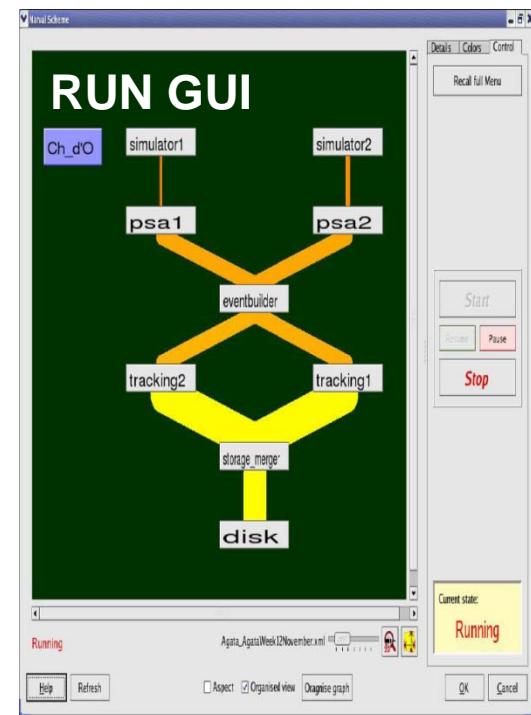 Narval Scheme
Details Colors Control
RUN GUI
Recall full Menu
Ch_d'O
simulator1 simulator2
psa1 psa2
eventbuilder
Start
Resume Pause
Stop
tracking2 tracking1
storage_merger
disk
Current state:
Running
Running
Agata_AgataWeek12November.xml
Help Refresh Aspect Organised view Oragnise graph OK Cancel